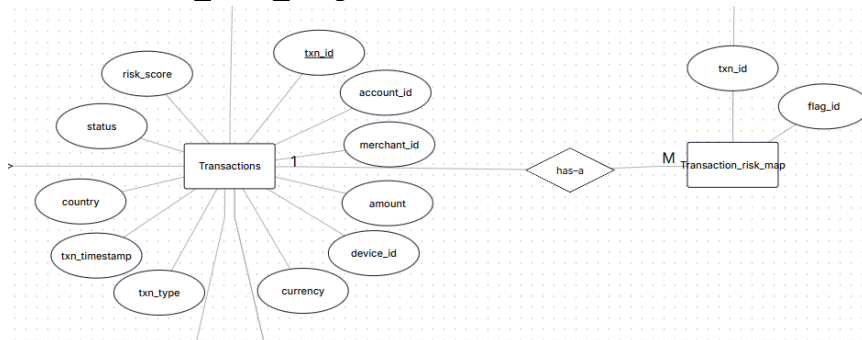 txn_id
risk_score
account_id
status
merchant_id
Transactions
1
country
amount
txn_timestamp
device_id
txn_type
currency
has-a
M
txn_id
flag_id
Transaction_risk_map